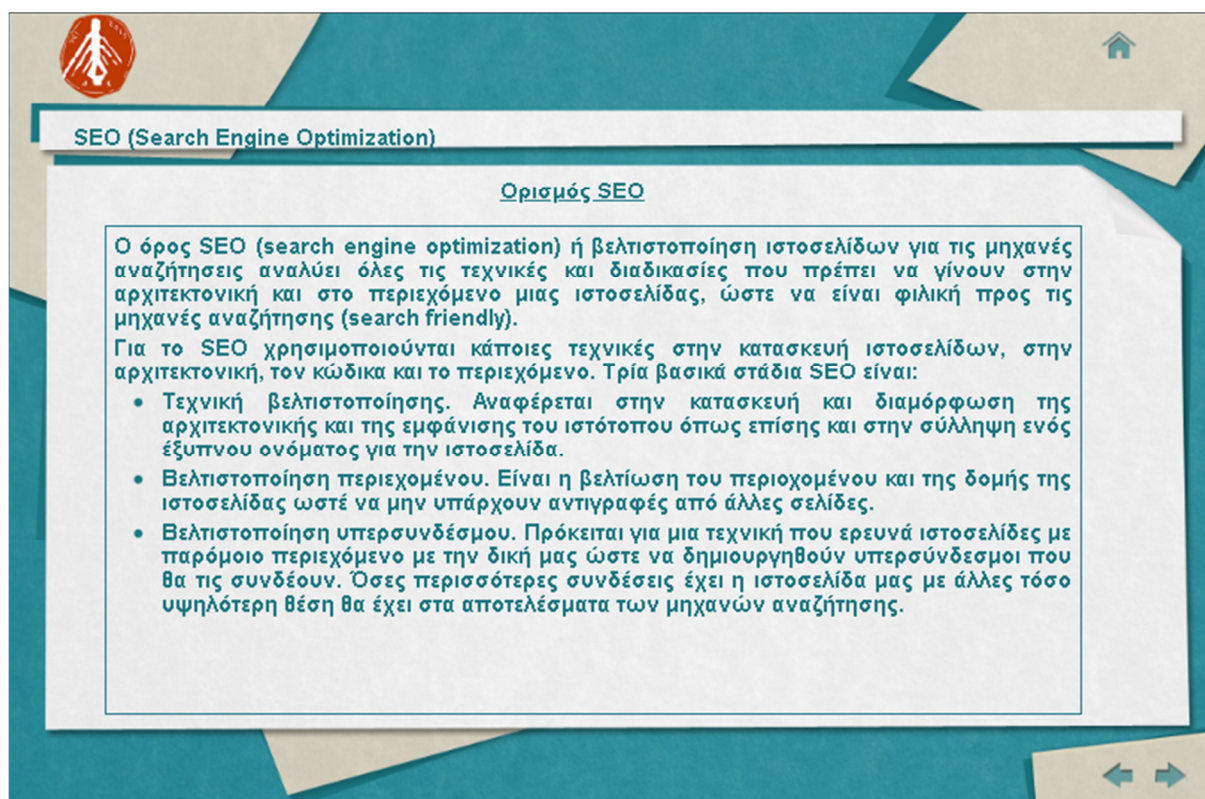 SEO (Search Engine Optimization)
Ορισμός SEO
Ο όρος SEO (search engine optimization) ή βελτιστοποίηση ιστοσελίδων για τις μηχανές
αναζήτησεις αναλύει όλες τις τεχνικές και διαδικασίες που πρέπει να γίνουν στην
αρχιτεκτονική και στο περιεχόμενο μιας ιστοσελίδας, ώστε να είναι φιλική προς τις
μηχανές αναζήτησης (search friendly).
Για το SEO χρησιμοποιούνται κάποιες τεχνικές στην κατασκευή ιστοσελίδων, στην
αρχιτεκτονική, τον κώδικα και το περιεχόμενο. Τρία βασικά στάδια SEO είναι:
• Τεχνική βελτιστοποίησης. Αναφέρεται στην κατασκευή και διαμόρφωση της
αρχιτεκτονικής και της εμφάνισης του ιστότοπου όπως επίσης και στην σύλληψη ενός
έξυπνου ονόματος για την ιστοσελίδα.
• Βελτιστοποίηση περιεχομένου. Είναι η βελτίωση του περιοχομένου και της δομής της
ιστοσελίδας ωστέ να μην υπάρχουν αντιγραφές από άλλες σελίδες.
• Βελτιστοποίηση υπερσυνδέσμου. Πρόκειται για μια τεχνική που ερευνά ιστοσελίδες με
παρόμοιο περιεχόμενο με την δική μας ώστε να δημιουργηθούν υπερσύνδεσμοι που
θα τις συνδέουν. Όσες περισσότερες συνδέσεις έχει η ιστοσελίδα μας με άλλες τόσο
υψηλότερη θέση θα έχει στα αποτελέσματα των μηχανών αναζήτησης.